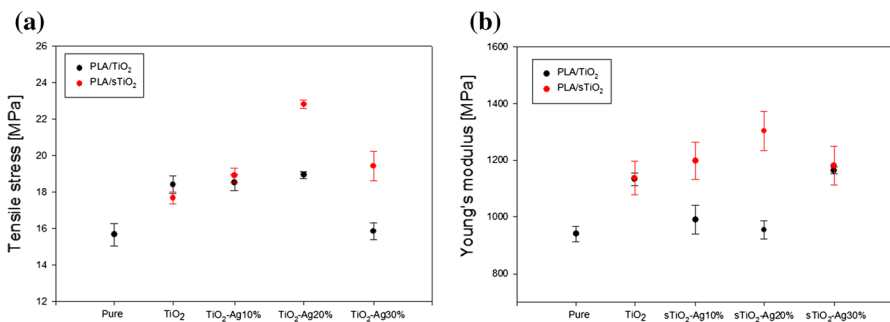 (a)
26
24
22
20
18
16
14
12
Tensile stress [MPa]
PLA/TiO₂
PLA/sTiO₂
Pure
TiO₂
TiO₂-Ag10%
TiO₂-Ag20%
TiO₂-Ag30%
(b)
1600
1400
1200
1000
800
Young's modulus [MPa]
PLA/TiO₂
PLA/sTiO₂
Pure
TiO₂
sTiO₂-Ag10%
sTiO₂-Ag20%
sTiO₂-Ag30%